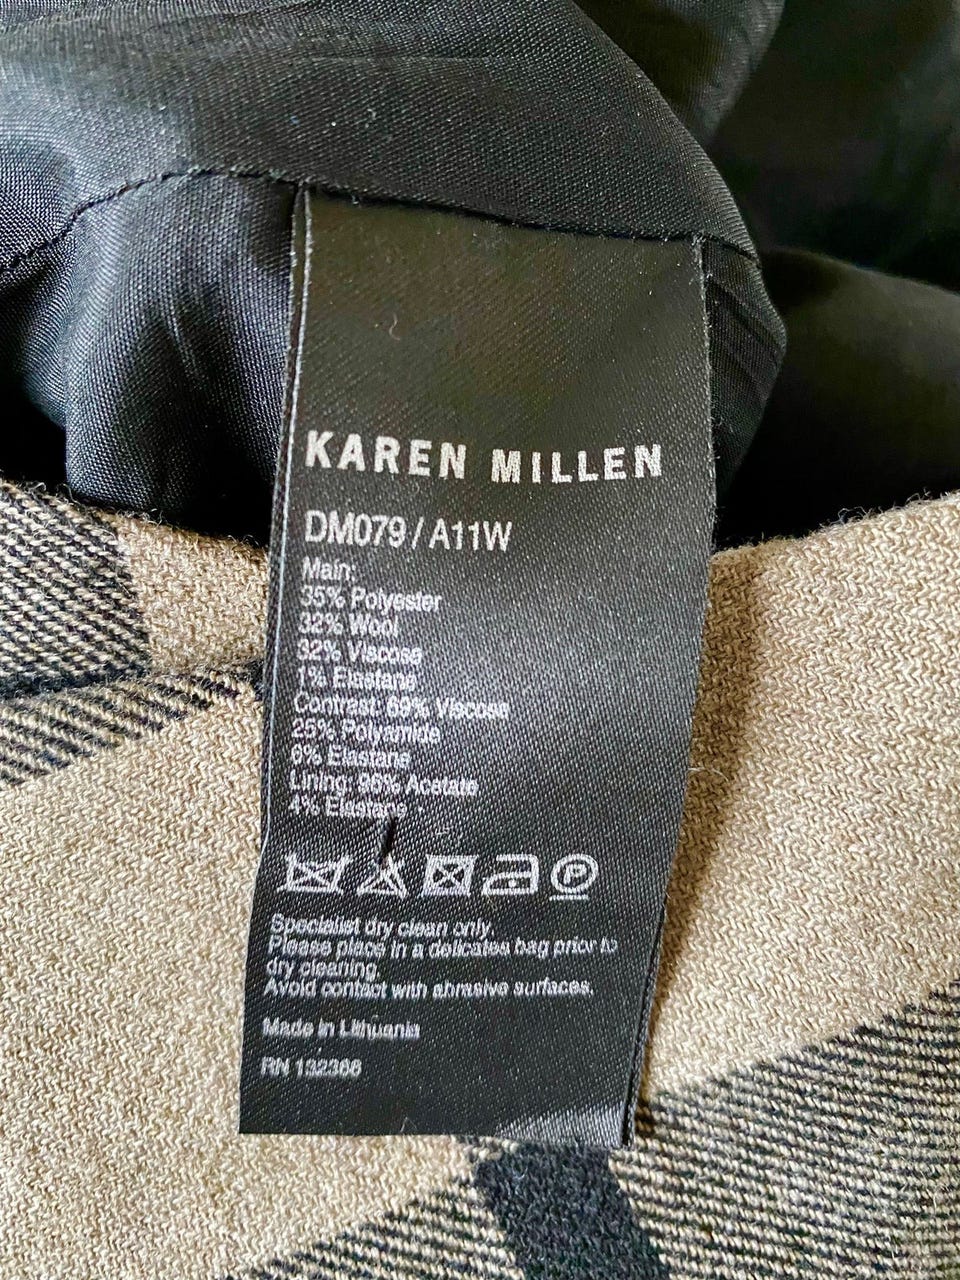 KAREN MILLEN
DM079 / A11W
Main:
35% Polyester
32% Wool
32% Viscose
1% Elastane
Contrast: 69% Viscose
25% Polyamide
6% Elastane
Lining: 96% Acetate
4% Elastane
P
Specialist dry clean only.
Please place in a delicates bag prior to
dry cleaning.
Avoid contact with abrasive surfaces.
Made in Lithuania
RN 132366